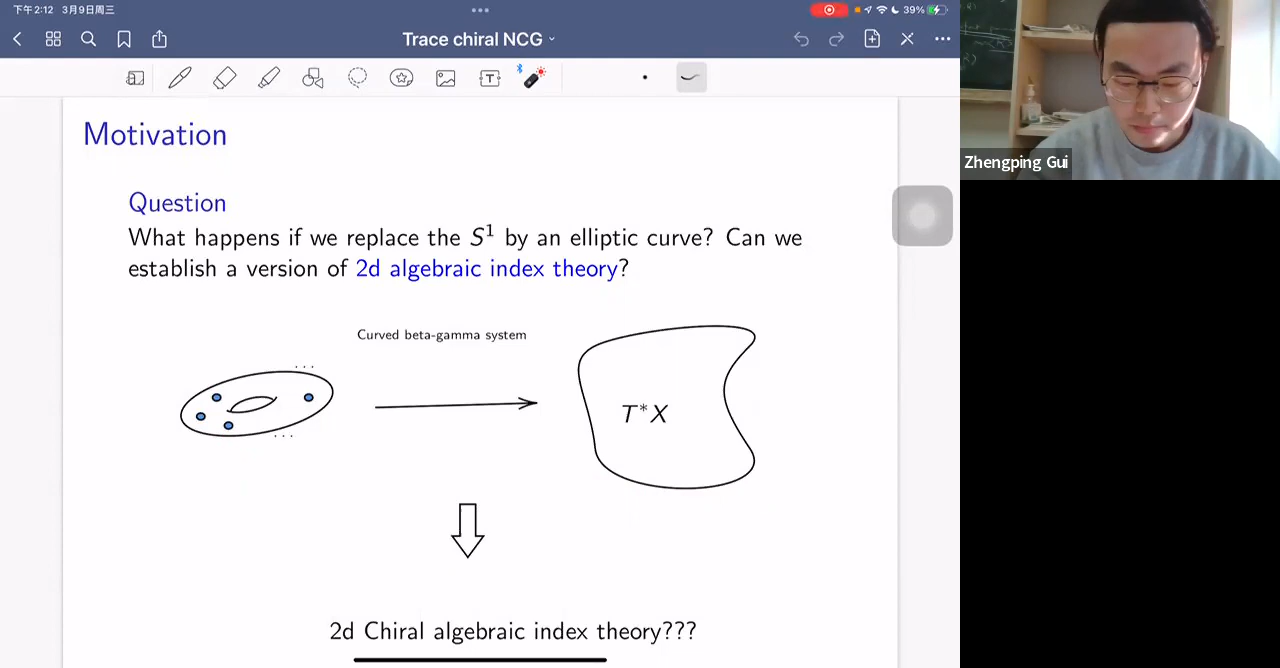 下午2:12 3月9日周三
39%
Trace chiral NCG
Motivation
Question
What happens if we replace the S¹ by an elliptic curve? Can we
establish a version of 2d algebraic index theory?
Curved beta-gamma system
. . .
T*X
. . .
2d Chiral algebraic index theory???
Zhengping Gui